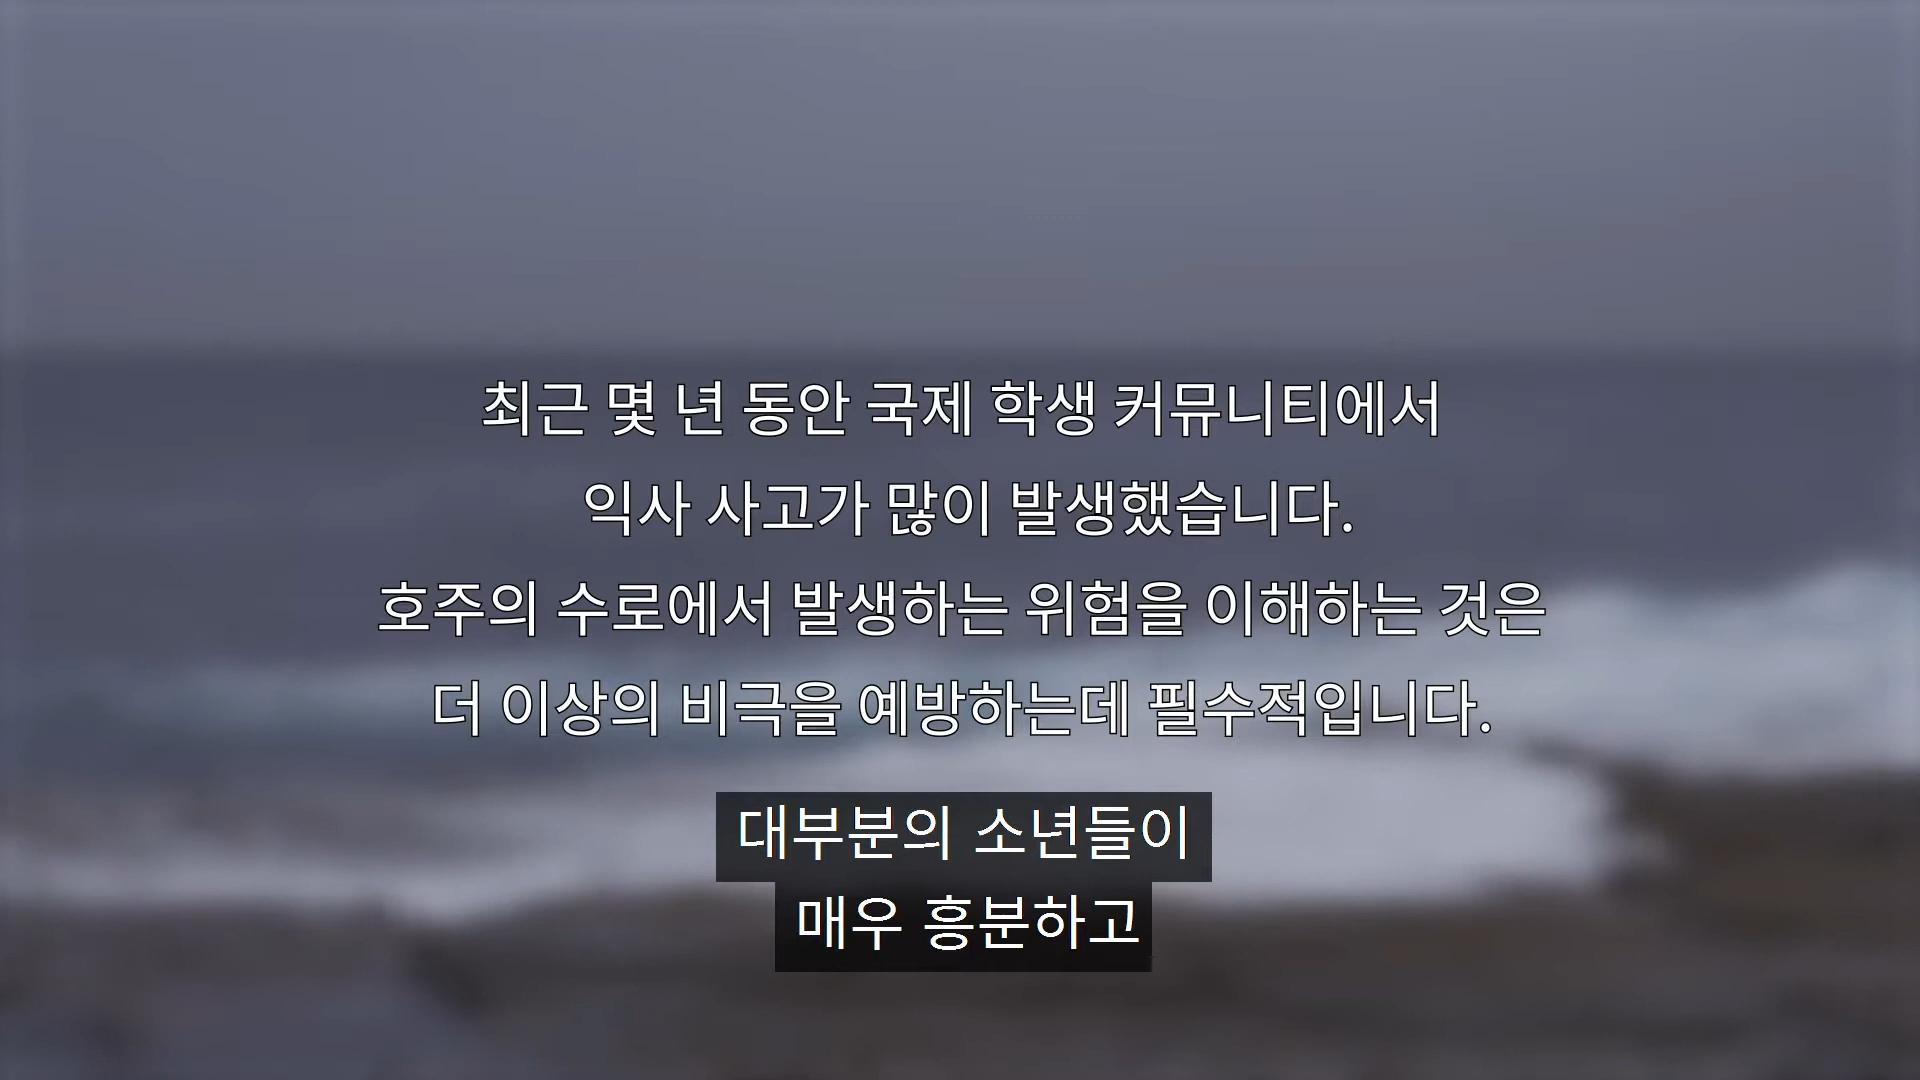 최근 몇 년 동안 국제 학생 커뮤니티에서
익사 사고가 많이 발생했습니다.
호주의 수로에서 발생하는 위험을 이해하는 것은
더 이상의 비극을 예방하는데 필수적입니다.
대부분의 소년들이
매우 흥분하고